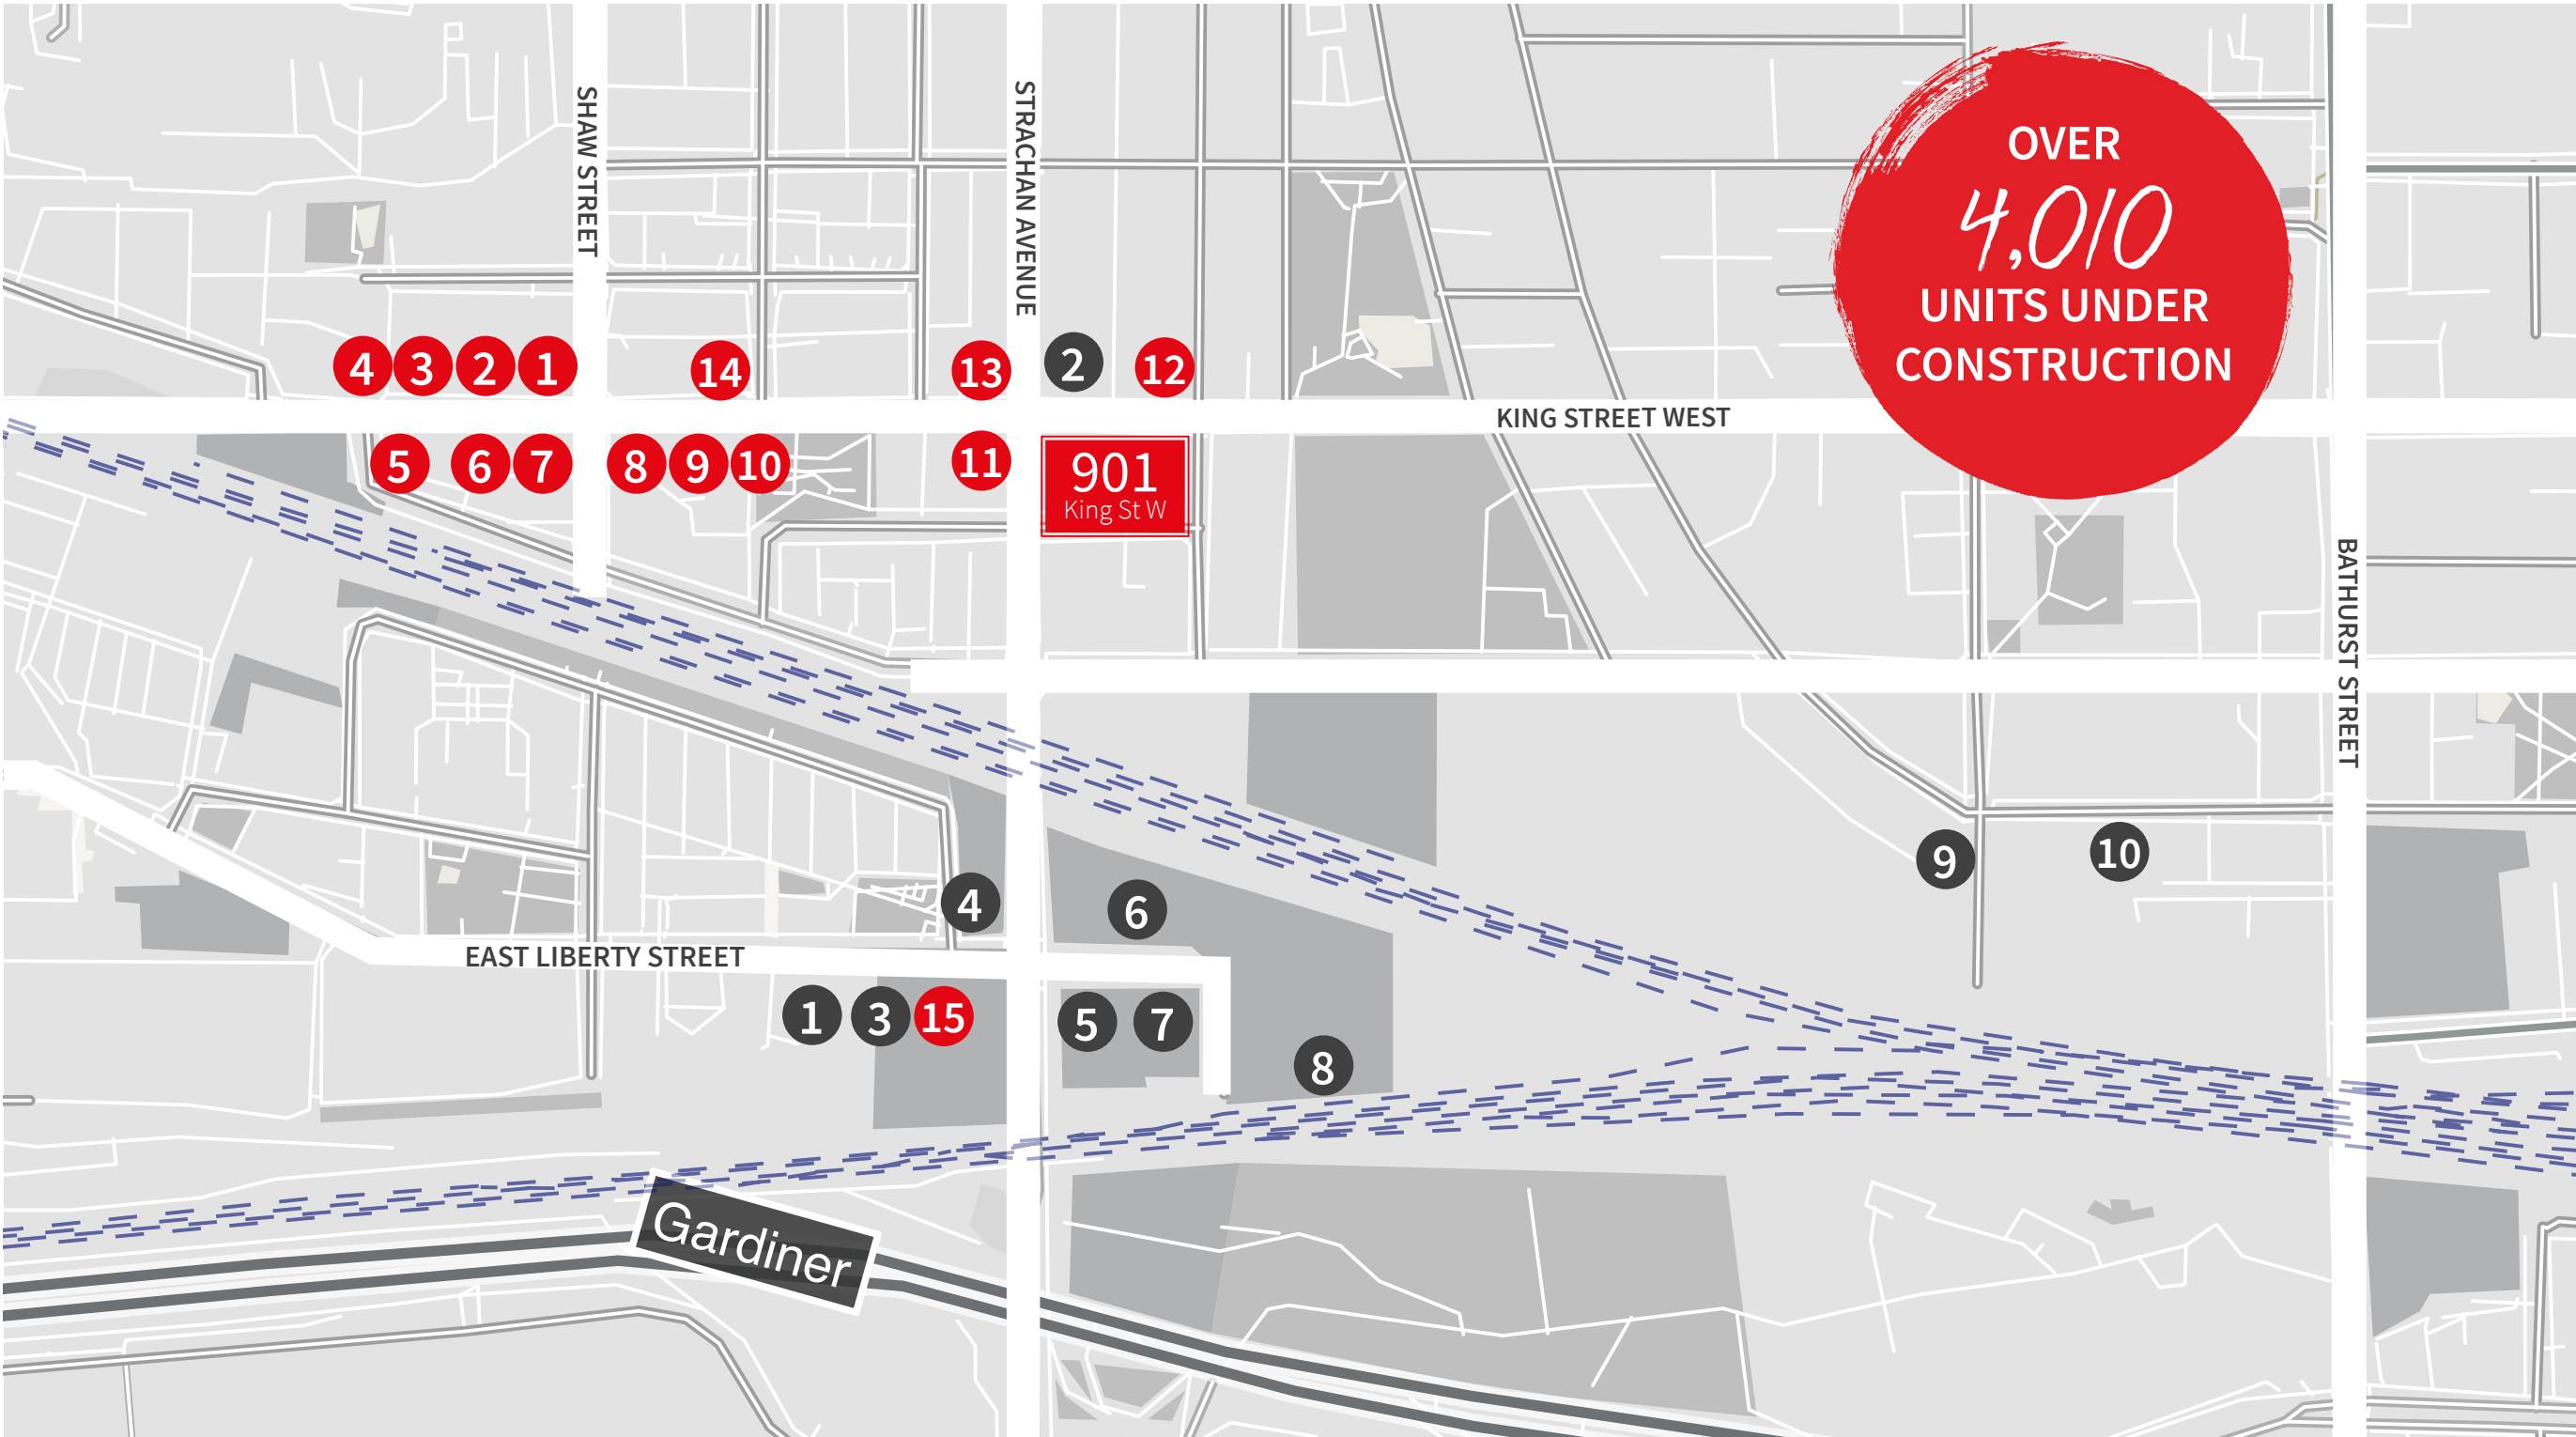 SHAW STREET
STRACHAN AVENUE
OVER
4,010
UNITS UNDER
CONSTRUCTION
4 3 2 1
14
13
2
12
KING STREET WEST
5 6 7
8 9 10
11
901
King St W
BATHURST STREET
9
10
4
6
EAST LIBERTY STREET
1 3 15
5 7
8
Gardiner